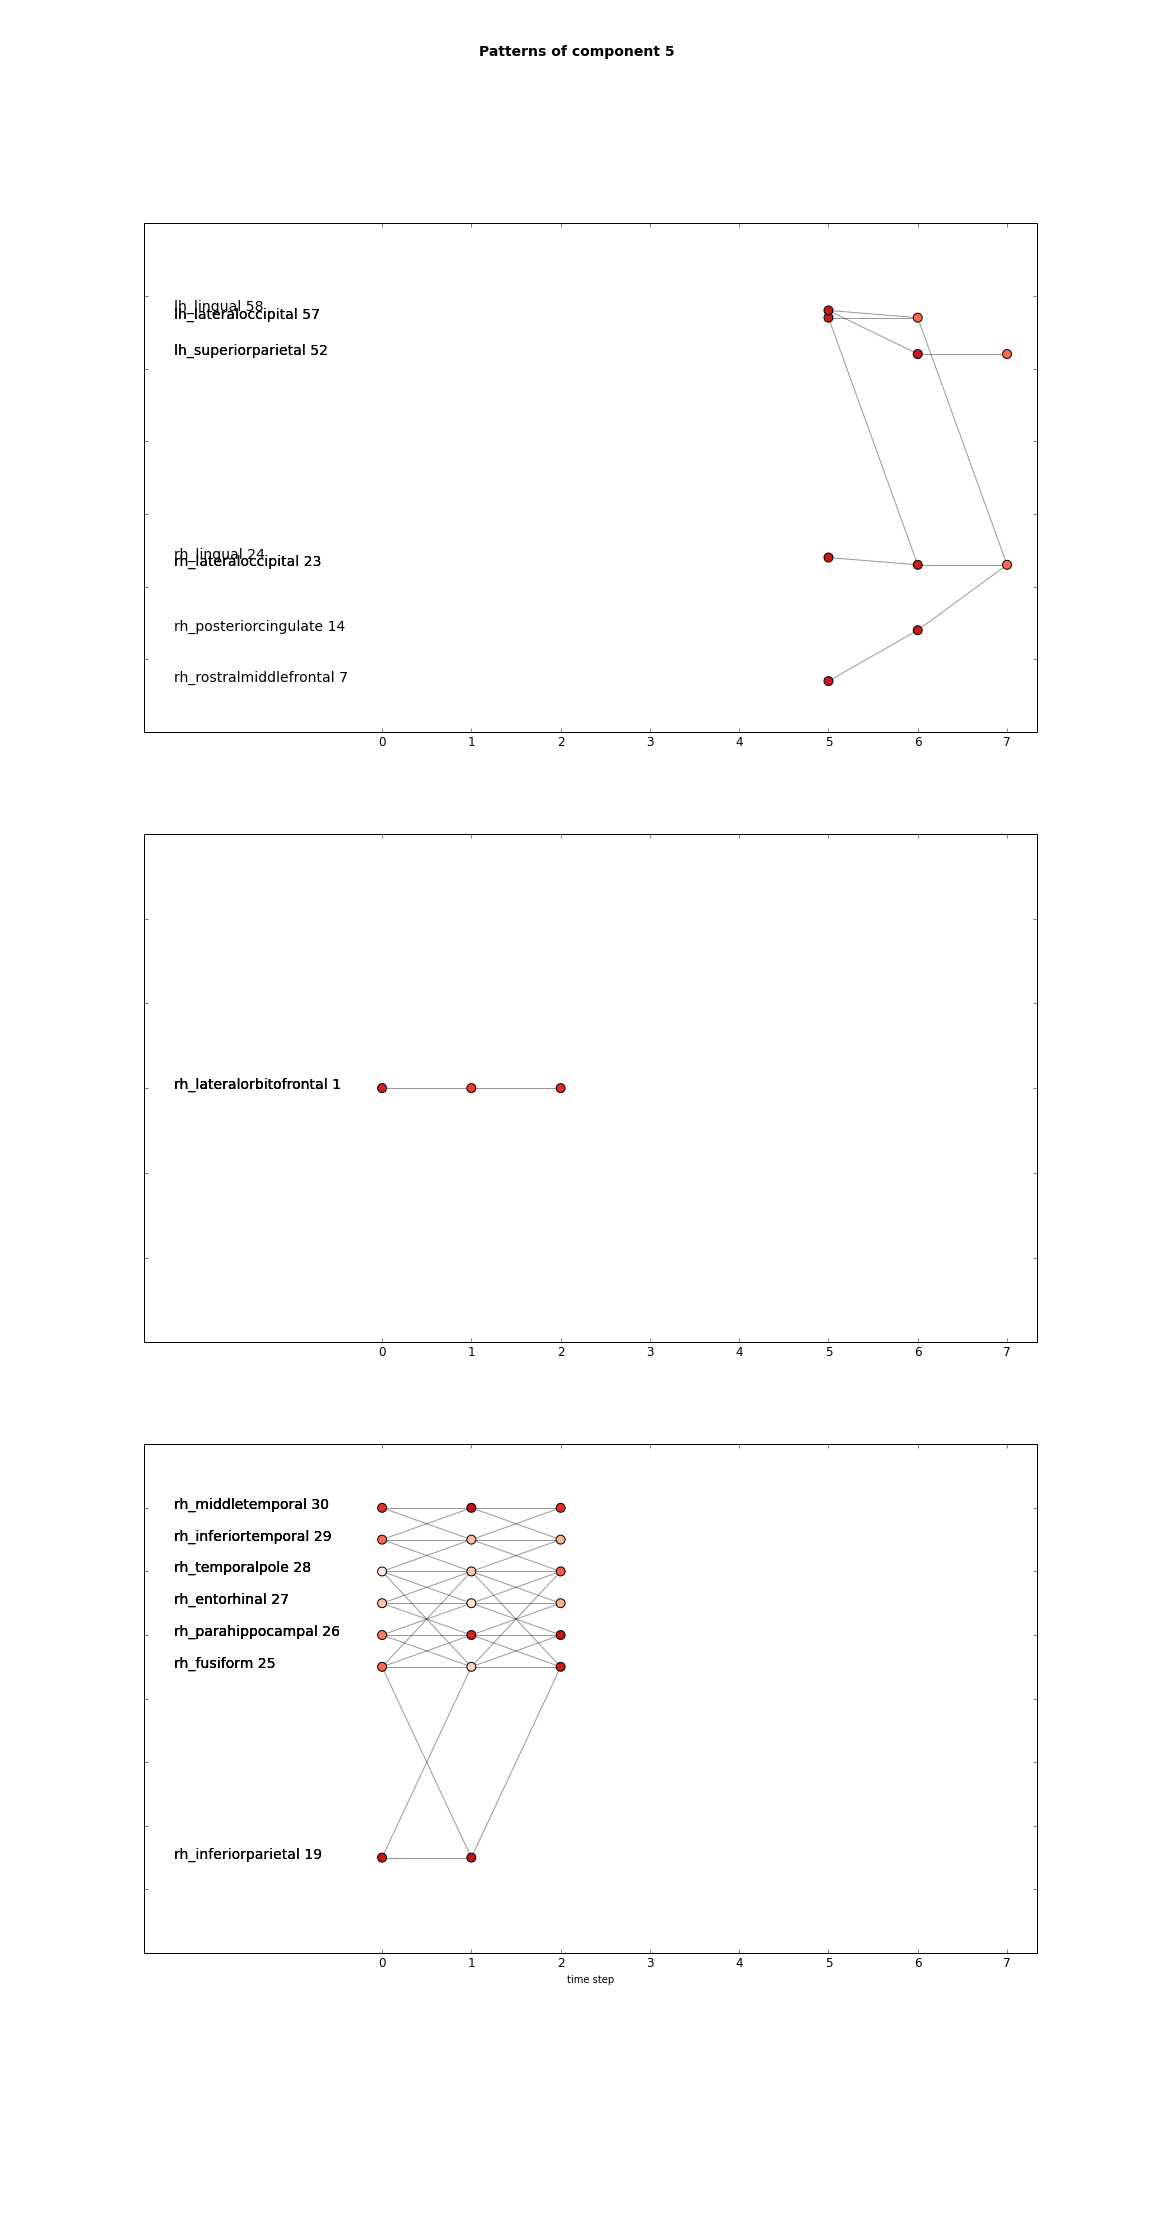 Patterns of component 5
lh_lingual 58
lh_lateraloccipital 57
lh_superiorparietal 52
rh_lingual 24
rh_lateraloccipital 23
rh_posteriorcingulate 14
rh_rostralmiddlefrontal 7
0 1 2 3 4 5 6 7
rh_lateralorbitofrontal 1
0 1 2 3 4 5 6 7
rh_middletemporal 30
rh_inferiortemporal 29
rh_temporalpole 28
rh_entorhinal 27
rh_parahippocampal 26
rh_fusiform 25
rh_inferiorparietal 19
0 1 2 3 4 5 6 7
time step